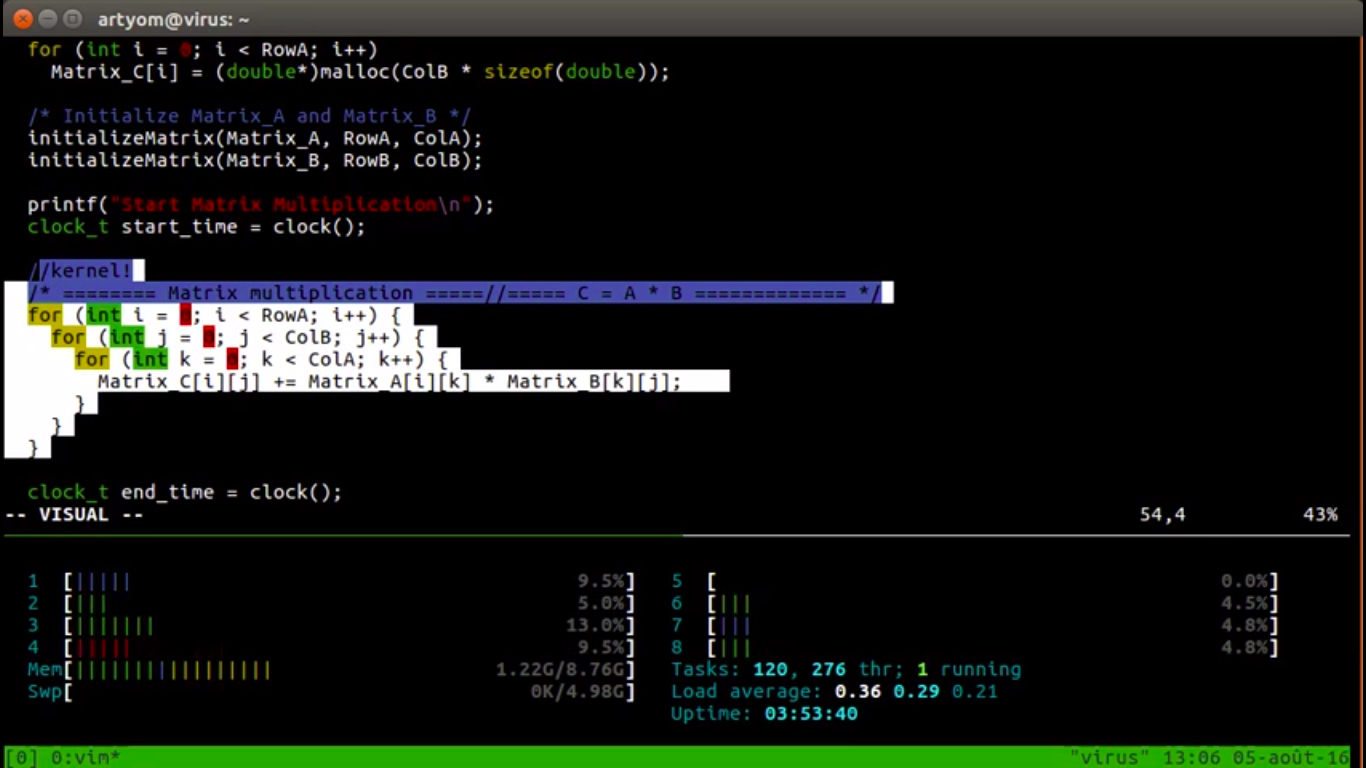 artyom@virus: ~
for (int i = 0; i < RowA; i++)
Matrix_C[i] = (double*)malloc(ColB * sizeof(double));
/* Initialize Matrix_A and Matrix_B */
initializeMatrix(Matrix_A, RowA, ColA);
initializeMatrix(Matrix_B, RowB, ColB);
printf("Start Matrix Multiplication\n");
clock_t start_time = clock();
//kernel!
/* ======== Matrix multiplication =====//===== C = A * B ============= */
for (int i = 0; i < RowA; i++) {
for (int j = 0; j < ColB; j++) {
for (int k = 0; k < ColA; k++) {
Matrix_C[i][j] += Matrix_A[i][k] * Matrix_B[k][j];
}
}
}
clock_t end_time = clock();
-- VISUAL -- 54,4 43%
1 [||||| 9.5%] 5 [ 0.0%]
2 [||| 5.0%] 6 [||| 4.5%]
3 [||||||| 13.0%] 7 [||| 4.8%]
4 [||||| 9.5%] 8 [||| 4.8%]
Mem[||||||||||||||||| 1.22G/8.76G] Tasks: 120, 276 thr; 1 running
Swp[ 0K/4.98G] Load average: 0.36 0.29 0.21
Uptime: 03:53:40
[0] 0:vim* "virus" 13:06 05-août-16